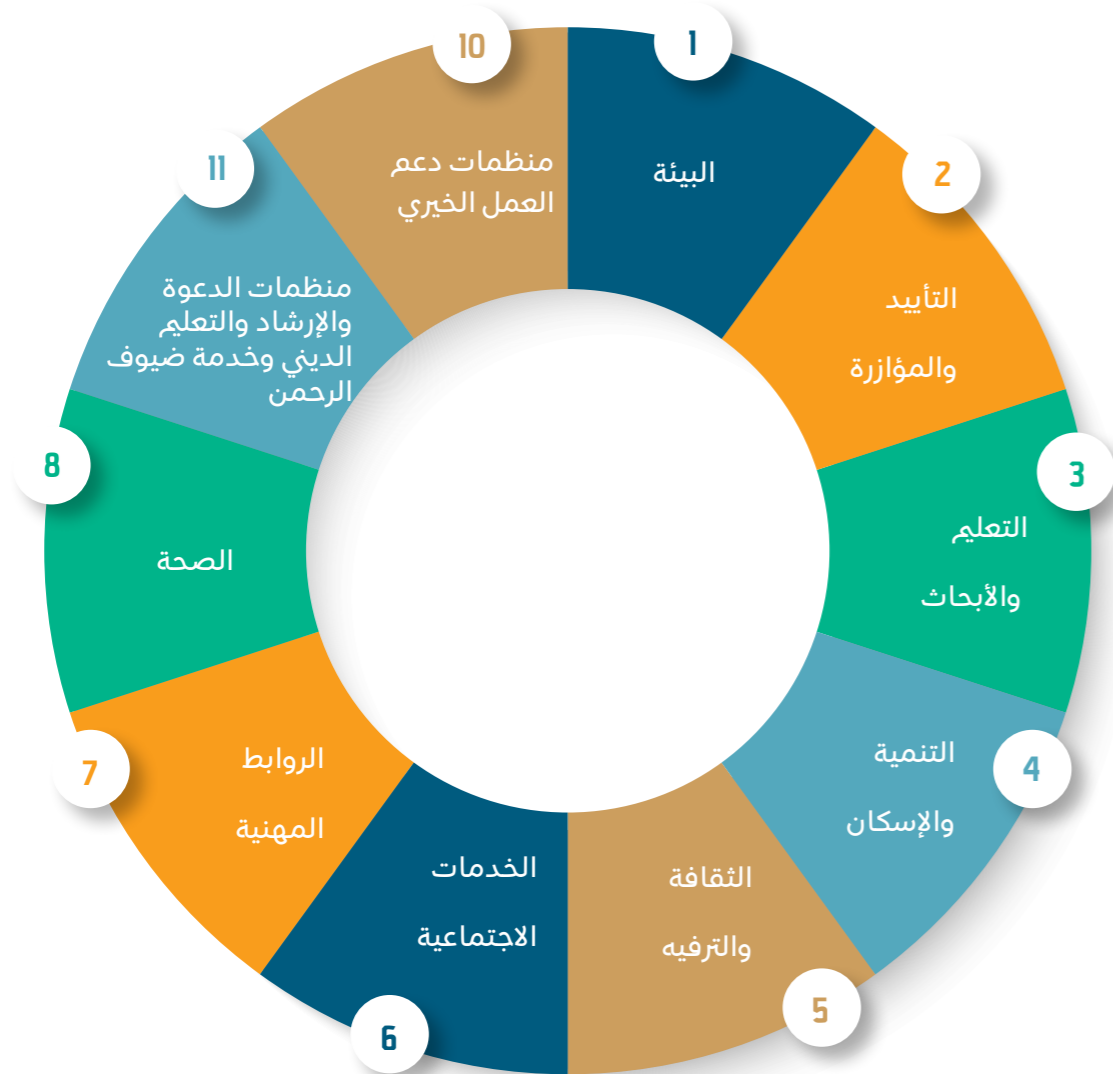 1
البيئة
2
التأييد
والمؤازرة
3
التعليم
والأبحاث
4
التنمية
والإسكان
5
الثقافة
والترفيه
6
الخدمات
الاجتماعية
7
الروابط
المهنية
8
الصحة
11
منظمات الدعوة
والإرشاد والتعليم
الديني وخدمة ضيوف
الرحمن
10
منظمات دعم
العمل الخيري